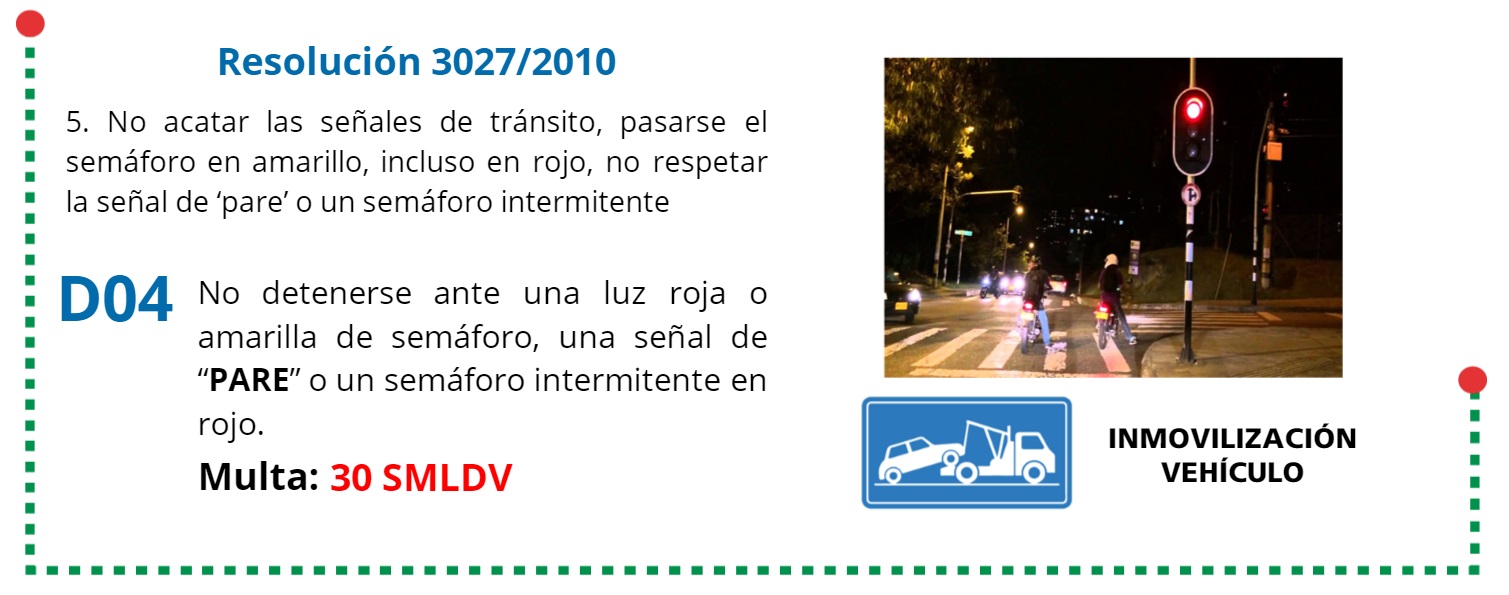 Resolución 3027/2010
5. No acatar las señales de tránsito, pasarse el
semáforo en amarillo, incluso en rojo, no respetar
la señal de ‘pare’ o un semáforo intermitente
D04
No detenerse ante una luz roja o
amarilla de semáforo, una señal de
“PARE” o un semáforo intermitente en
rojo.
Multa: 30 SMLDV
INMOVILIZACIÓN
VEHÍCULO